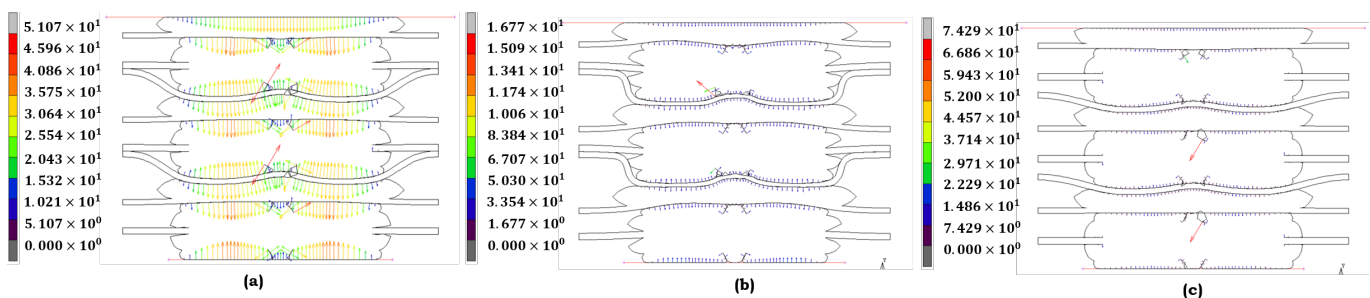 5.107 × 10¹
4.596 × 10¹
4.086 × 10¹
3.575 × 10¹
3.064 × 10¹
2.554 × 10¹
2.043 × 10¹
1.532 × 10¹
1.021 × 10¹
5.107 × 10⁰
0.000 × 10⁰
(a)
1.677 × 10¹
1.509 × 10¹
1.341 × 10¹
1.174 × 10¹
1.006 × 10¹
8.384 × 10¹
6.707 × 10¹
5.030 × 10¹
3.354 × 10¹
1.677 × 10⁰
0.000 × 10⁰
(b)
7.429 × 10¹
6.686 × 10¹
5.943 × 10¹
5.200 × 10¹
4.457 × 10¹
3.714 × 10¹
2.971 × 10¹
2.229 × 10¹
1.486 × 10¹
7.429 × 10⁰
0.000 × 10⁰
(c)